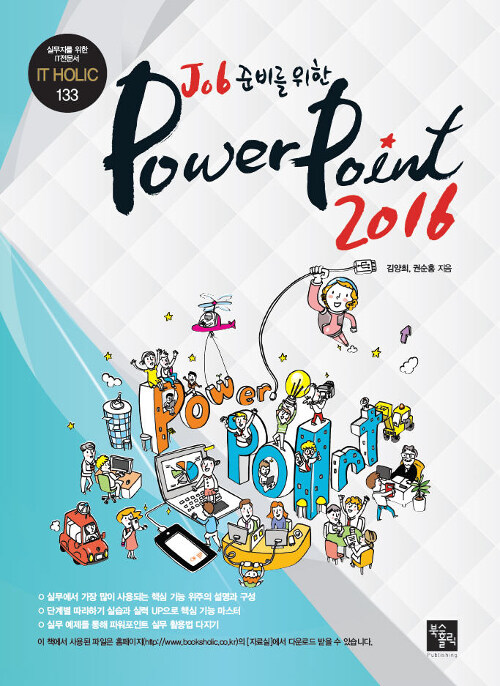 실무자를 위한
IT전문서
IT HOLIC
133
Job 준비를 위한
PowerPoint
2016
김양희, 권순홍 지음
Power
Point
실무에서 가장 많이 사용되는 핵심 기능 위주의 설명과 구성
단계별 따라하기 실습과 실력 UP으로 핵심 기능 마스터
실무 예제를 통해 파워포인트 실무 활용법 다지기
이 책에서 사용된 파일은 홈페이지(http://www.booksholic.co.kr)의 [자료실]에서 다운로드 받을 수 있습니다.
북스
홀릭
Publishing